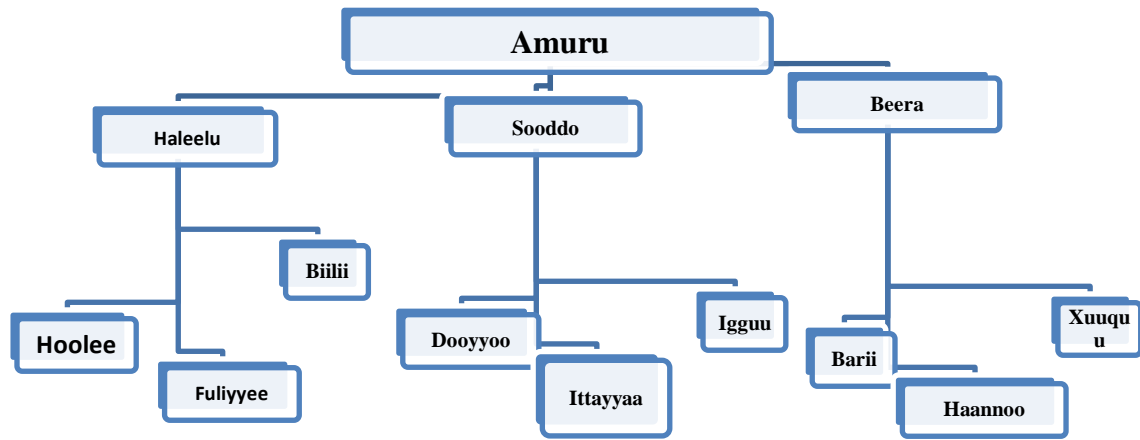 Amuru
Haleelu
Sooddo
Beera
Biilii
Hoolee
Fuliyyee
Dooyyoo
Igguu
Ittayyaa
Barii
Xuuqu
u
Haannoo